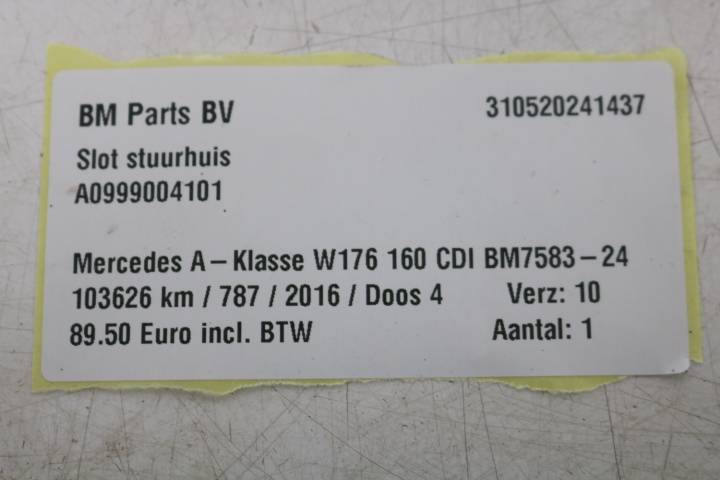 BM Parts BV 310520241437
Slot stuurhuis
A0999004101
Mercedes A-Klasse W176 160 CDI BM7583-24
103626 km / 787 / 2016 / Doos 4 Verz: 10
89.50 Euro incl. BTW Aantal: 1